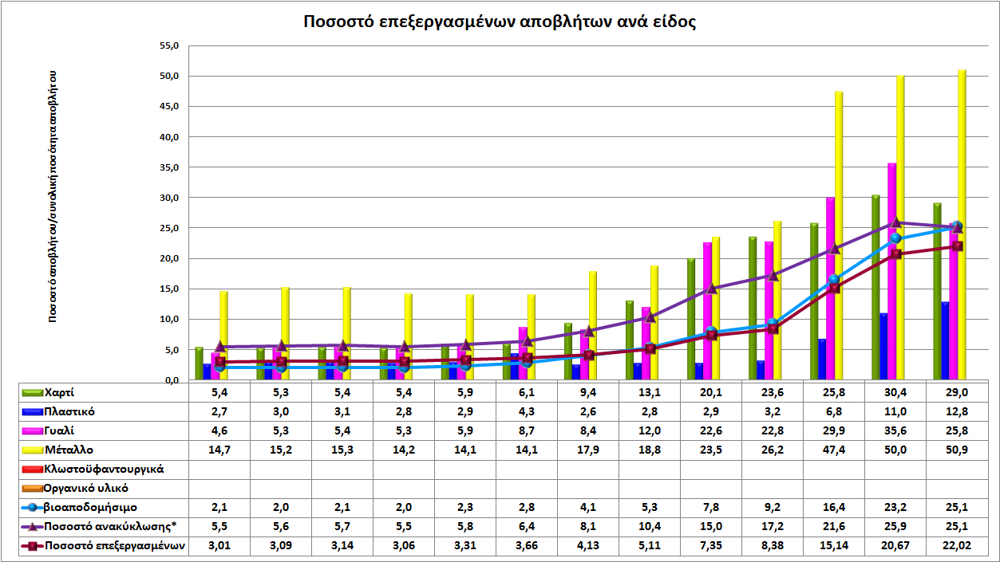 Ποσοστό επεξεργασμένων αποβλήτων ανά είδος
Ποσοστό αποβλήτου/συνολική ποσότητα αποβλήτου
55,0
50,0
45,0
40,0
35,0
30,0
25,0
20,0
15,0
10,0
5,0
0,0
Χαρτί 5,4 5,3 5,4 5,4 5,9 6,1 9,4 13,1 20,1 23,6 25,8 30,4 29,0
Πλαστικό 2,7 3,0 3,1 2,8 2,9 4,3 2,6 2,8 2,9 3,2 6,8 11,0 12,8
Γυαλί 4,6 5,3 5,4 5,3 5,9 8,7 8,4 12,0 22,6 22,8 29,9 35,6 25,8
Μέταλλο 14,7 15,2 15,3 14,2 14,1 14,1 17,9 18,8 23,5 26,2 47,4 50,0 50,9
Κλωστοϋφαντουργικά
Οργανικό υλικό
βιοαποδομήσιμο 2,1 2,0 2,1 2,0 2,3 2,8 4,1 5,3 7,8 9,2 16,4 23,2 25,1
Ποσοστό ανακύκλωσης* 5,5 5,6 5,7 5,5 5,8 6,4 8,1 10,4 15,0 17,2 21,6 25,9 25,1
Ποσοστό επεξεργασμένων 3,01 3,09 3,14 3,06 3,31 3,66 4,13 5,11 7,35 8,38 15,14 20,67 22,02